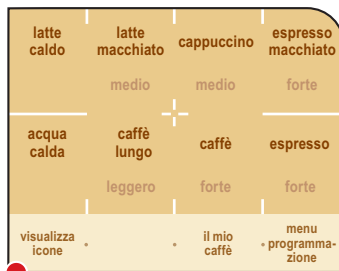 latte caldo
latte macchiato
cappuccino
espresso macchiato
medio
medio
forte
acqua calda
caffè lungo
caffè
espresso
leggero
forte
forte
visualizza icone
il mio caffè
menu programma-
zione